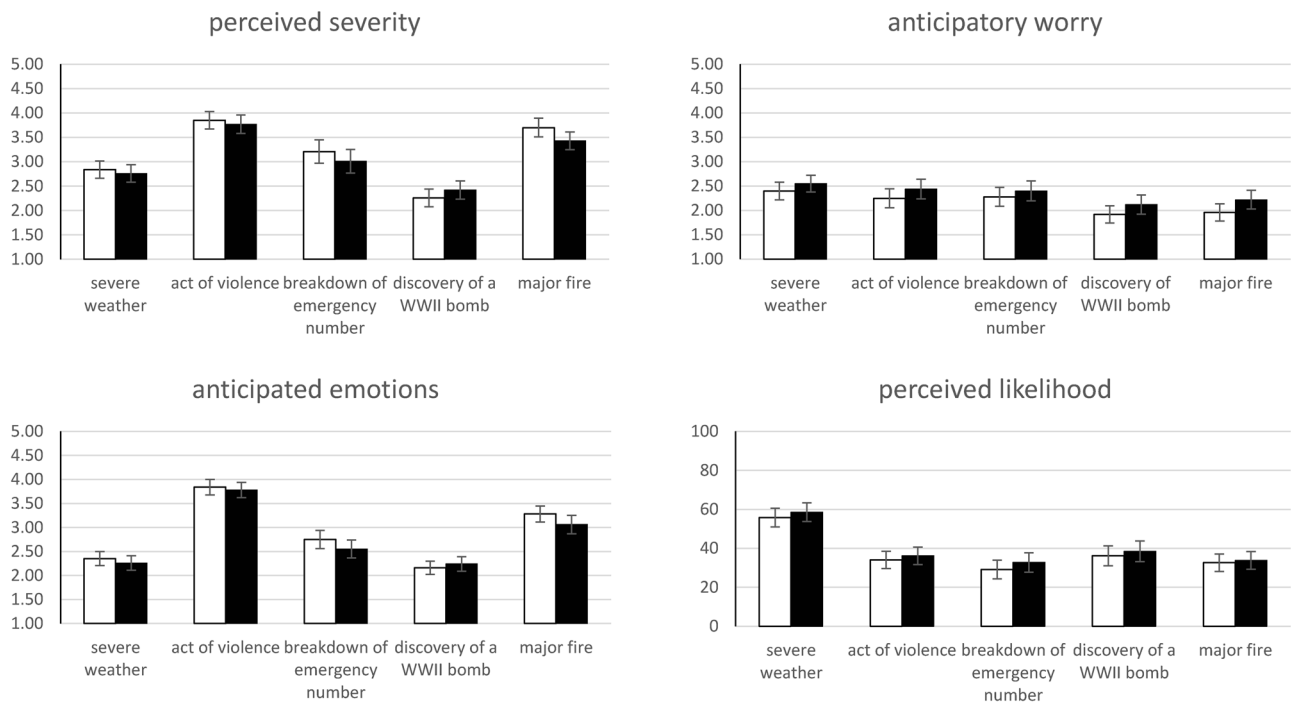 perceived severity
5.00
4.50
4.00
3.50
3.00
2.50
2.00
1.50
1.00
severe
weather
act of violence
breakdown of
emergency
number
discovery of a
WWII bomb
major fire
anticipatory worry
5.00
4.50
4.00
3.50
3.00
2.50
2.00
1.50
1.00
severe
weather
act of violence
breakdown of
emergency
number
discovery of
WWII bomb
major fire
anticipated emotions
5.00
4.50
4.00
3.50
3.00
2.50
2.00
1.50
1.00
severe
weather
act of violence
breakdown of
emergency
number
discovery of a
WWII bomb
major fire
perceived likelihood
100
80
60
40
20
0
severe
weather
act of violence
breakdown of
emergency
number
discovery of a
WWII bomb
major fire